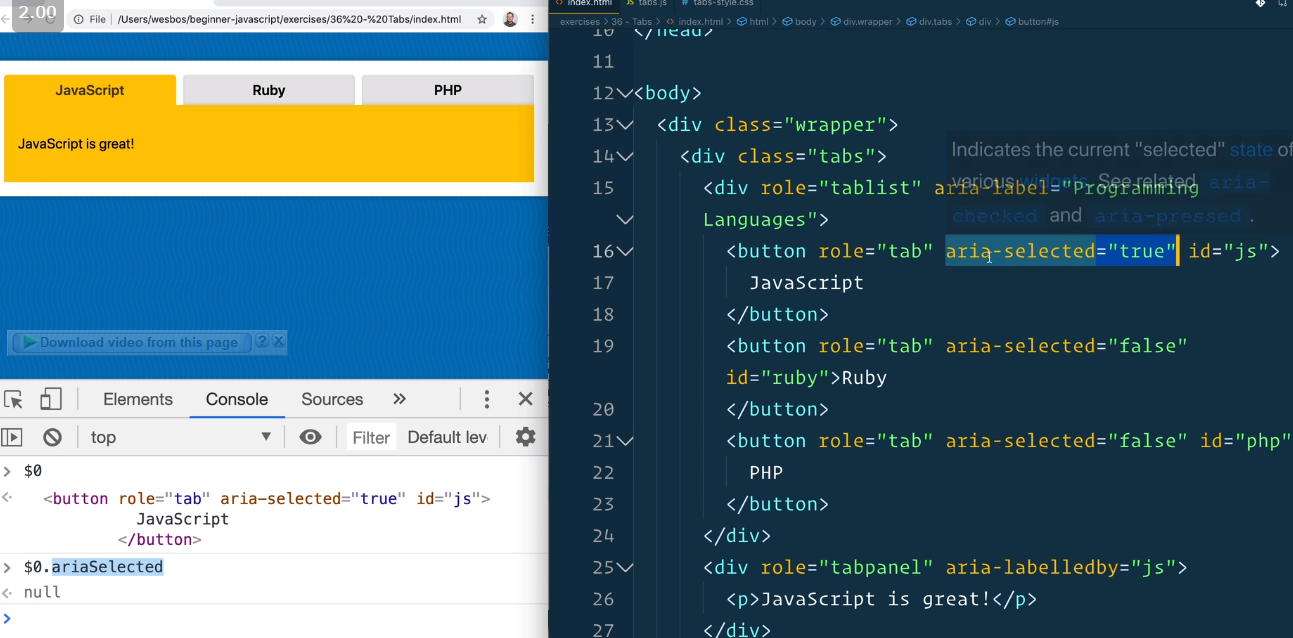 2.00
File | /Users/wesbos/beginner-javascript/exercises/36%20-%20Tabs/index.html
JavaScript Ruby PHP
JavaScript is great!
Download video from this page ? X
Elements Console Sources »
top Filter Default lev
> $0
<button role="tab" aria-selected="true" id="js">
JavaScript
</button>
> $0.ariaSelected
null
>
index.html JS tabs.js # tabs-style.css
exercises > 36 - Tabs > index.html > html > body > div.wrapper > div.tabs > div > button#js
10 </head>
11
12 <body>
13 <div class="wrapper">
14 <div class="tabs">
15 <div role="tablist" aria-label="Programming
Languages">
16 <button role="tab" aria-selected="true" id="js">
17 JavaScript
18 </button>
19 <button role="tab" aria-selected="false"
id="ruby">Ruby
20 </button>
21 <button role="tab" aria-selected="false" id="php"
22 PHP
23 </button>
24 </div>
25 <div role="tabpanel" aria-labelledby="js">
26 <p>JavaScript is great!</p>
27 </div>
Indicates the current "selected" state of
various widgets. See related aria-
checked and aria-pressed.